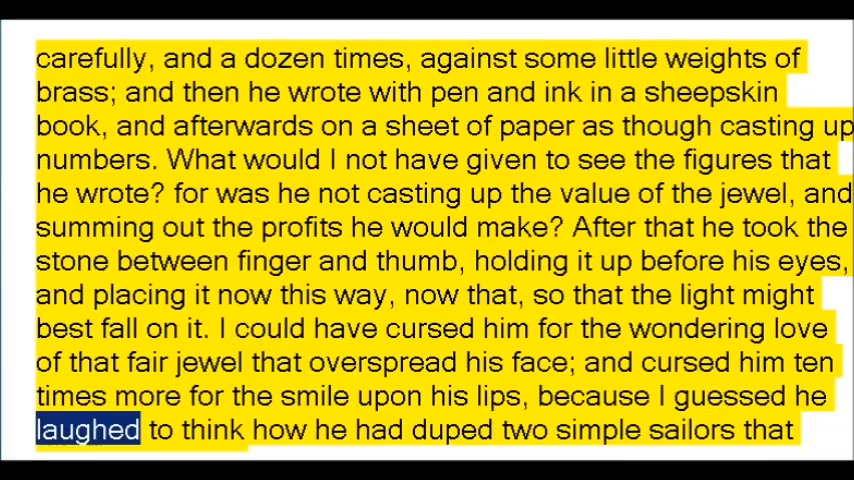 carefully, and a dozen times, against some little weights of
brass; and then he wrote with pen and ink in a sheepskin
book, and afterwards on a sheet of paper as though casting up
numbers. What would I not have given to see the figures that
he wrote? for was he not casting up the value of the jewel, and
summing out the profits he would make? After that he took the
stone between finger and thumb, holding it up before his eyes,
and placing it now this way, now that, so that the light might
best fall on it. I could have cursed him for the wondering love
of that fair jewel that overspread his face; and cursed him ten
times more for the smile upon his lips, because I guessed he
laughed to think how he had duped two simple sailors that